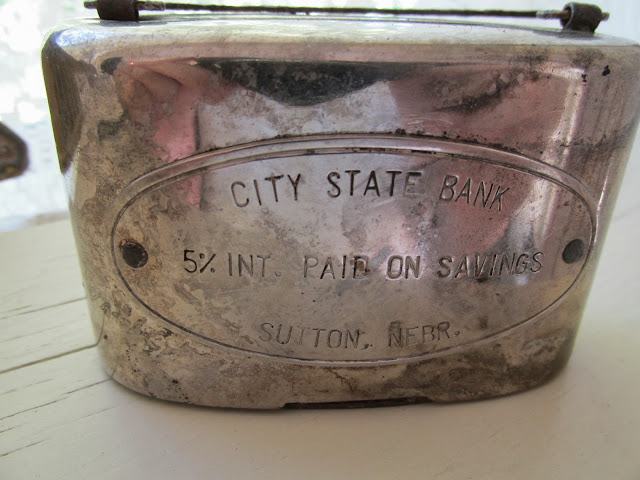 CITY STATE BANK
5% INT. PAID ON SAVINGS
SUTTON, NEBR.